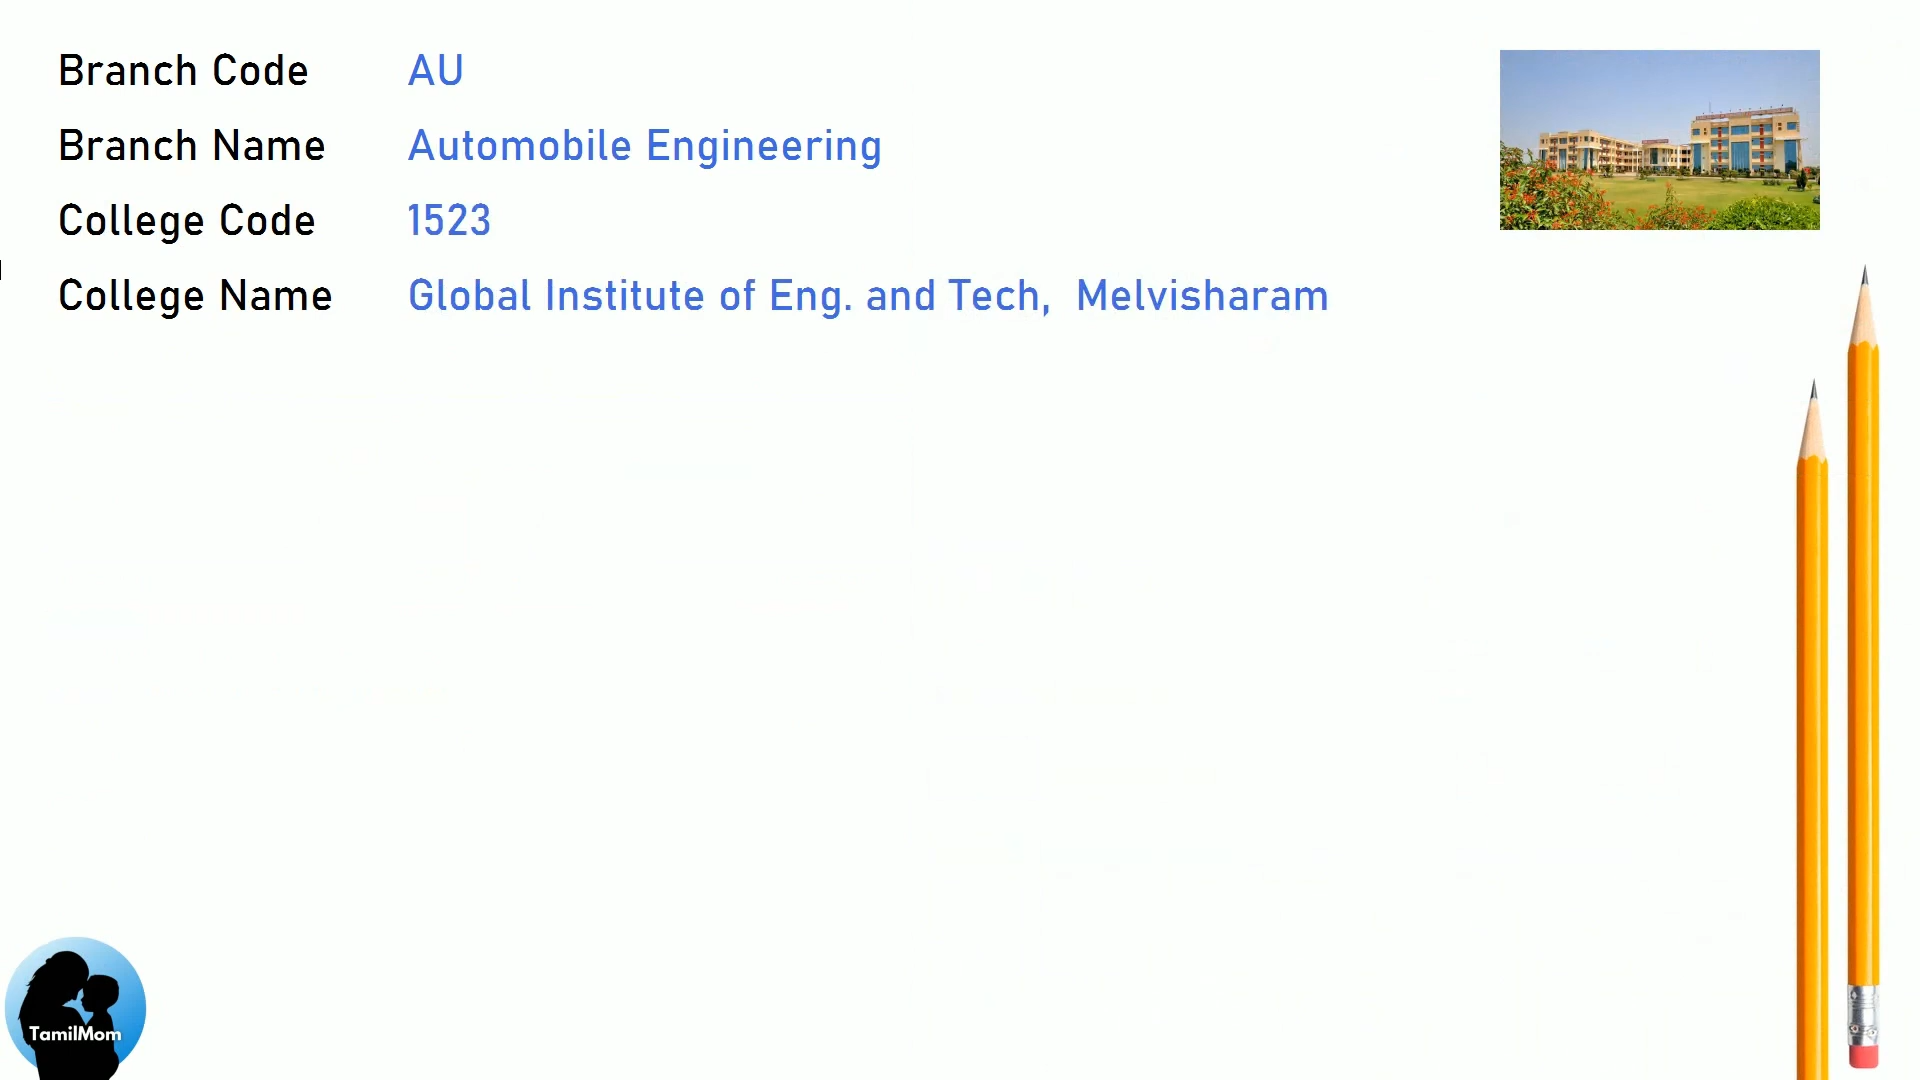 Branch Code AU
Branch Name Automobile Engineering
College Code 1523
College Name Global Institute of Eng. and Tech, Melvisharam
TamilMom